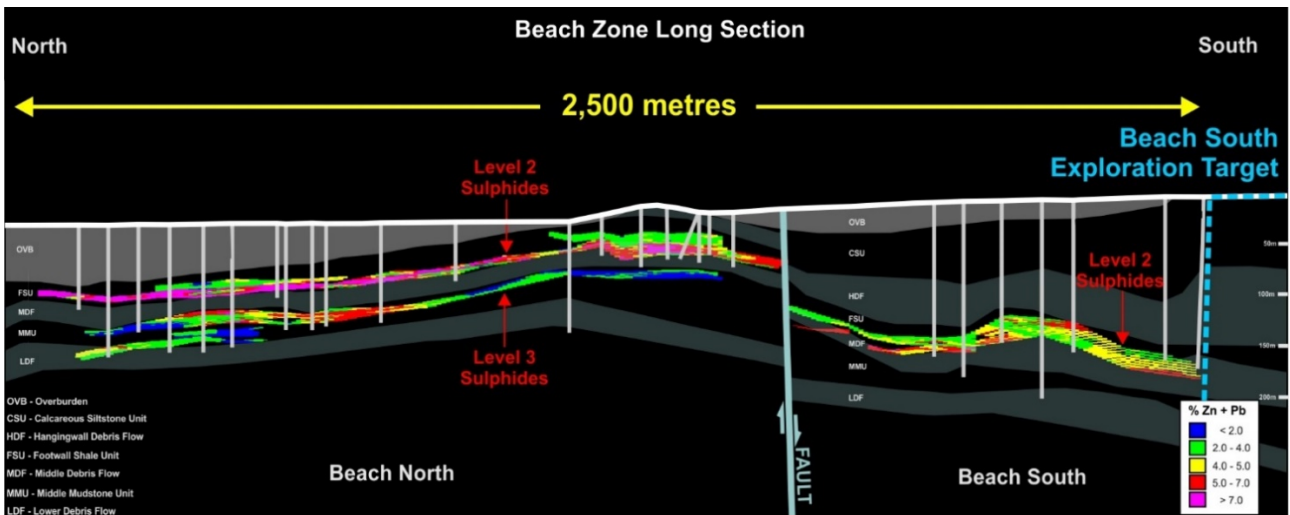 Beach Zone Long Section
North
South
2,500 metres
Beach South
Exploration Target
Level 2
Sulphides
OVB
FSU
MDF
MMU
LDF
Level 3
Sulphides
OVB
CSU
HDF
FSU
MDF
MMU
LDF
Level 2
Sulphides
50m
100m
150m
200m
FAULT
OVB - Overburden
CSU - Calcareous Siltstone Unit
HDF - Hangingwall Debris Flow
FSU - Footwall Shale Unit
MDF - Middle Debris Flow
MMU - Middle Mudstone Unit
LDF - Lower Debris Flow
Beach North
Beach South
% Zn + Pb
< 2.0
2.0 - 4.0
4.0 - 5.0
5.0 - 7.0
> 7.0